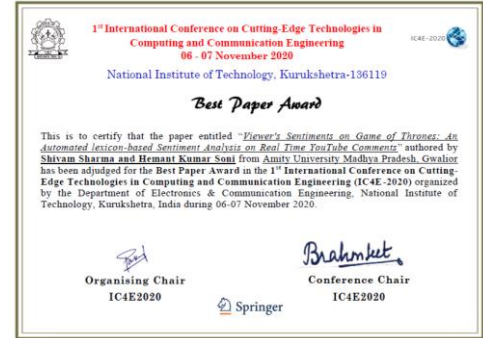 1st International Conference on Cutting-Edge Technologies in
Computing and Communication Engineering
06 - 07 November 2020
IC4E-2020
National Institute of Technology, Kurukshetra-136119
Best Paper Award
This is to certify that the paper entitled "Viewer's Sentiments on Game of Thrones: An
Automated lexicon-based Sentiment Analysis on Real Time YouTube Comments" authored by
Shivam Sharma and Hemant Kumar Soni from Amity University Madhya Pradesh, Gwalior
has been adjudged for the Best Paper Award in the 1st International Conference on Cutting-
Edge Technologies in Computing and Communication Engineering (IC4E-2020) organized
by the Department of Electronics & Communication Engineering, National Institute of
Technology, Kurukshetra, India during 06-07 November 2020.
Brahmjeet
Organising Chair
IC4E2020
Conference Chair
IC4E2020
Springer